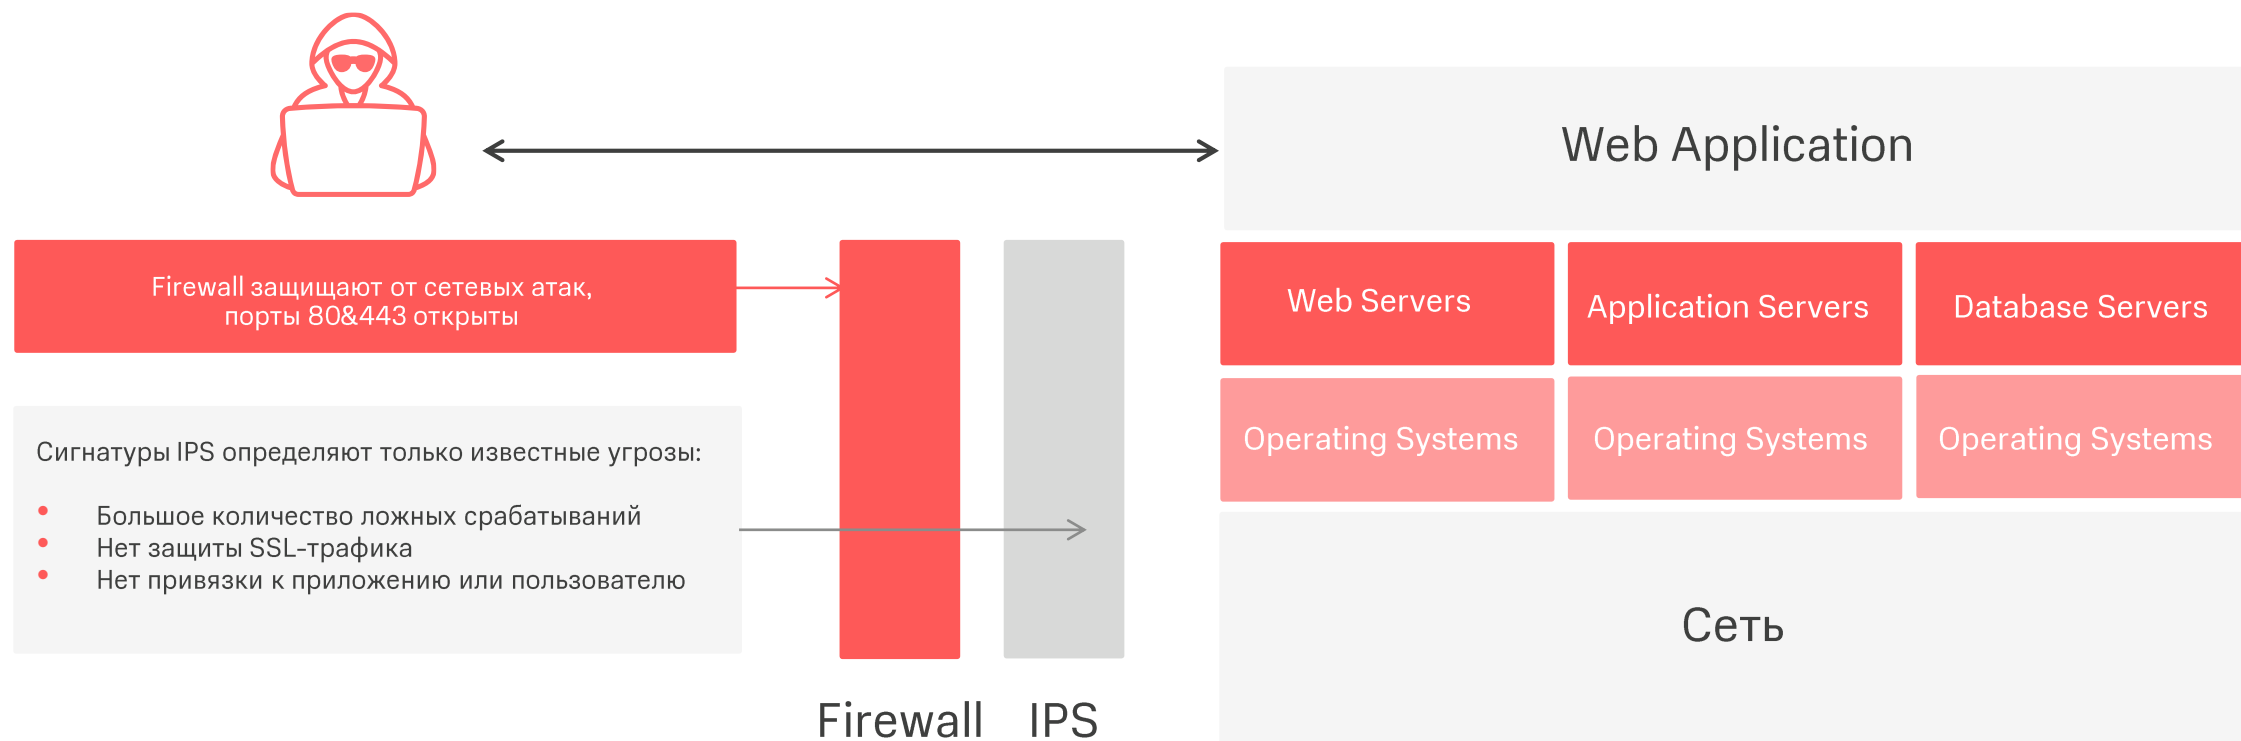 Web Application
Firewall защищают от сетевых атак,
порты 80&443 открыты
Web Servers
Application Servers
Database Servers
Сигнатуры IPS определяют только известные угрозы:
• Большое количество ложных срабатываний
• Нет защиты SSL-трафика
• Нет привязки к приложению или пользователю
Operating Systems
Operating Systems
Operating Systems
Сеть
Firewall
IPS